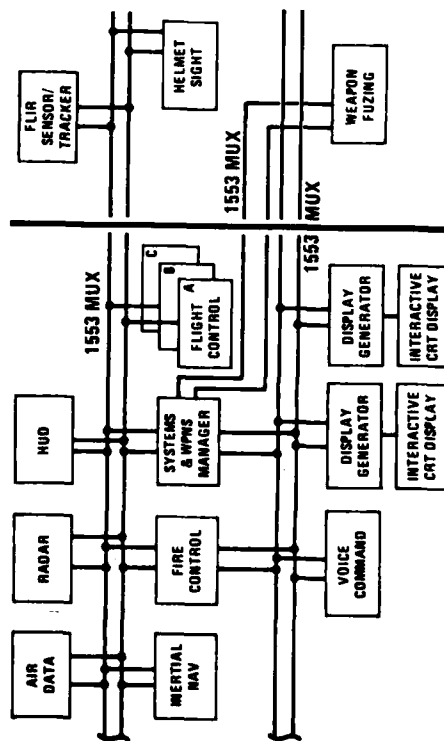 AIR
DATA
RADAR
HUD
FLIR
SENSOR/
TRACKER
1553 MUX
INERTIAL
NAV
FIRE
CONTROL
SYSTEMS
& WPNS
MANAGER
C
B
A
FLIGHT
CONTROL
HELMET
SIGHT
1553 MUX
1553 MUX
VOICE
COMMAND
DISPLAY
GENERATOR
DISPLAY
GENERATOR
WEAPON
FUZING
INTERACTIVE
CRT DISPLAY
INTERACTIVE
CRT DISPLAY